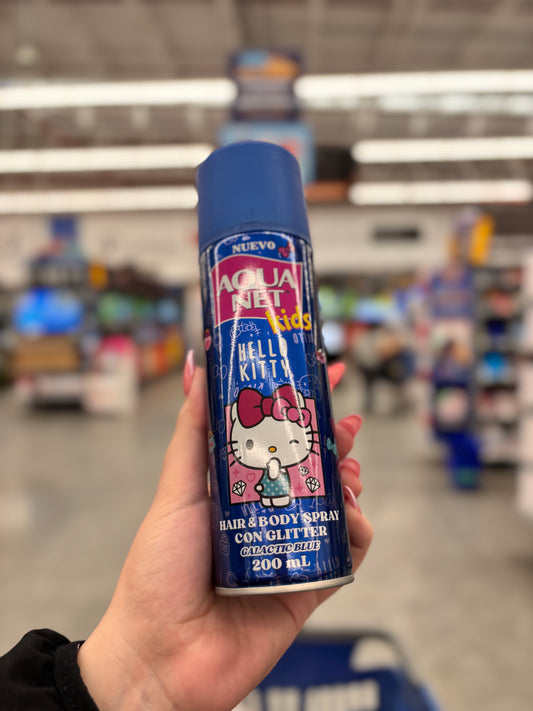 NUEVO
AQUA
NET
kids
HELLO
KITTY
HAIR & BODY SPRAY
CON GLITTER
GALACTIC BLUE
200 mL